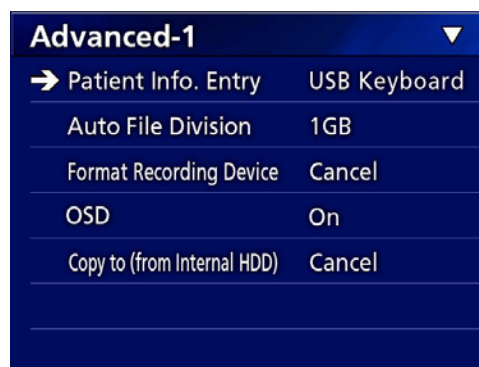 Advanced-1 ▼
➔ Patient Info. Entry USB Keyboard
Auto File Division 1GB
Format Recording Device Cancel
OSD On
Copy to (from Internal HDD) Cancel